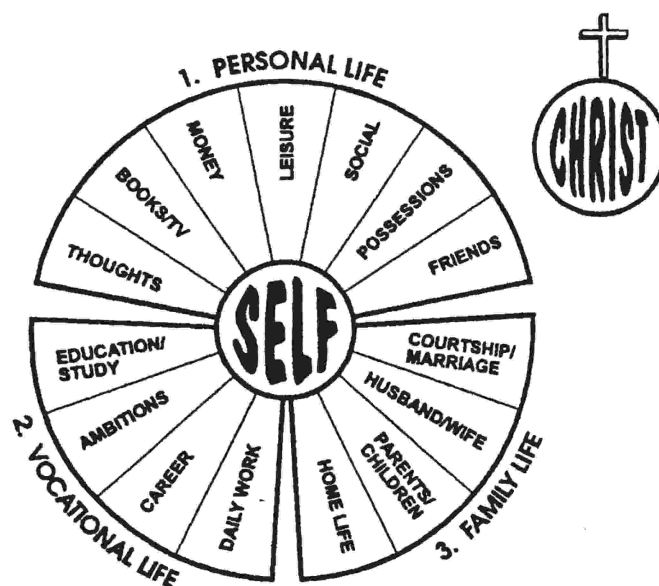 1. PERSONAL LIFE
THOUGHTS
BOOKS/TV
MONEY
LEISURE
SOCIAL
POSSESSIONS
FRIENDS
CHRIST
SELF
2. VOCATIONAL LIFE
EDUCATION/
STUDY
AMBITIONS
CAREER
DAILY WORK
3. FAMILY LIFE
COURTSHIP/
MARRIAGE
HUSBAND/WIFE
PARENTS/
CHILDREN
HOME LIFE